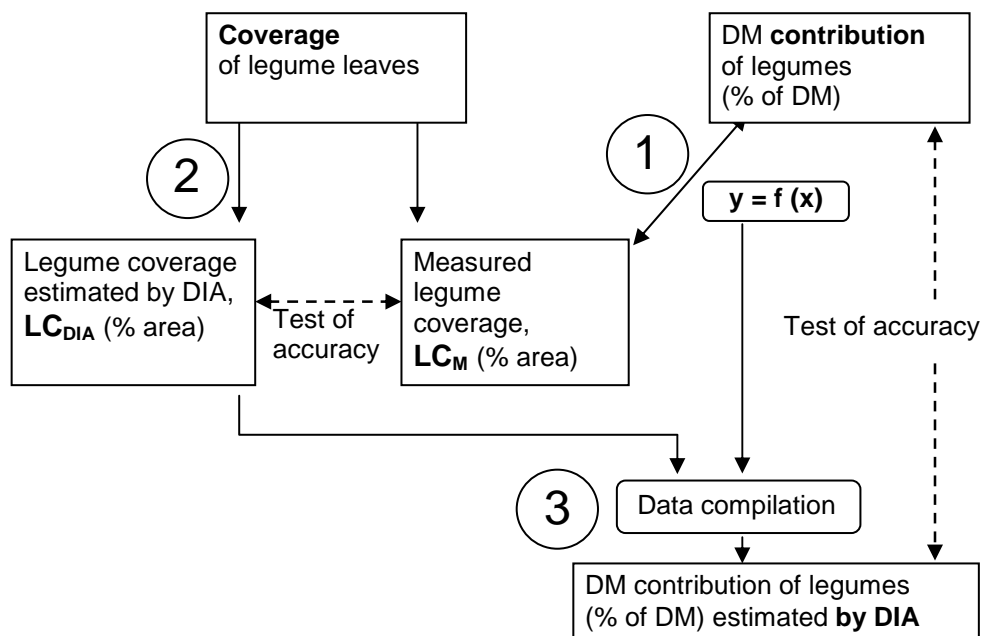 Coverage
of legume leaves
DM contribution
of legumes
(% of DM)
2
1
y = f (x)
Legume coverage
estimated by DIA,
LC_DIA (% area)
Test of
accuracy
Measured
legume
coverage,
LC_M (% area)
Test of accuracy
3
Data compilation
DM contribution of legumes
(% of DM) estimated by DIA